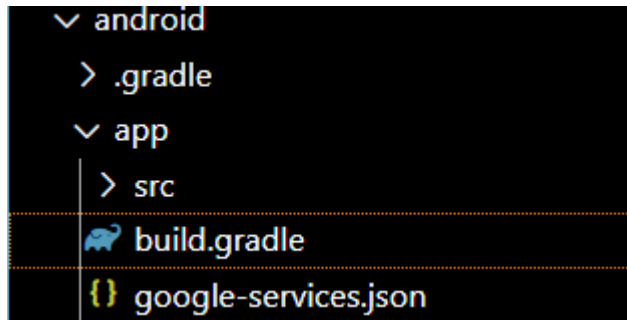 android
.gradle
app
src
build.gradle
google-services.json